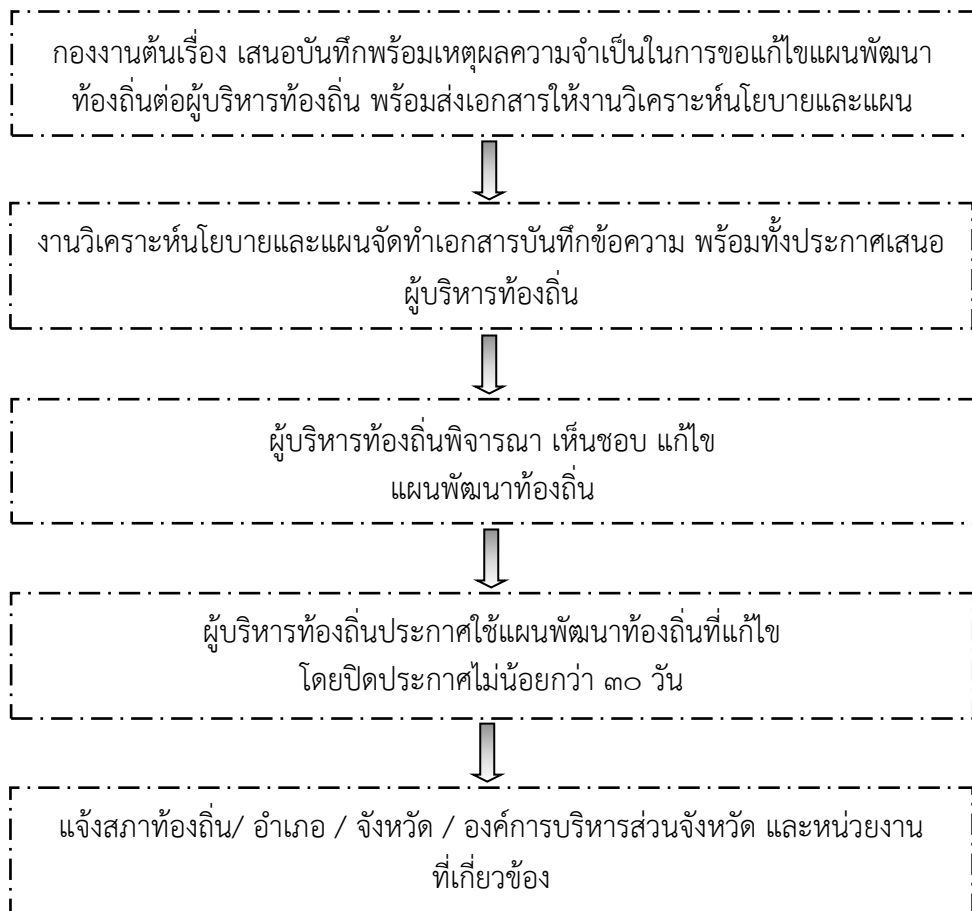 กองงานต้นเรื่อง เสนอบันทึกพร้อมเหตุผลความจำเป็นในการขอแก้ไขแผนพัฒนา
ท้องถิ่นต่อผู้บริหารท้องถิ่น พร้อมส่งเอกสารให้งานวิเคราะห์นโยบายและแผน
งานวิเคราะห์นโยบายและแผนจัดทำเอกสารบันทึกข้อความ พร้อมทั้งประกาศเสนอ
ผู้บริหารท้องถิ่น
ผู้บริหารท้องถิ่นพิจารณา เห็นชอบ แก้ไข
แผนพัฒนาท้องถิ่น
ผู้บริหารท้องถิ่นประกาศใช้แผนพัฒนาท้องถิ่นที่แก้ไข
โดยปิดประกาศไม่น้อยกว่า ๓๐ วัน
แจ้งสภาท้องถิ่น/ อำเภอ / จังหวัด / องค์การบริหารส่วนจังหวัด และหน่วยงาน
ที่เกี่ยวข้อง